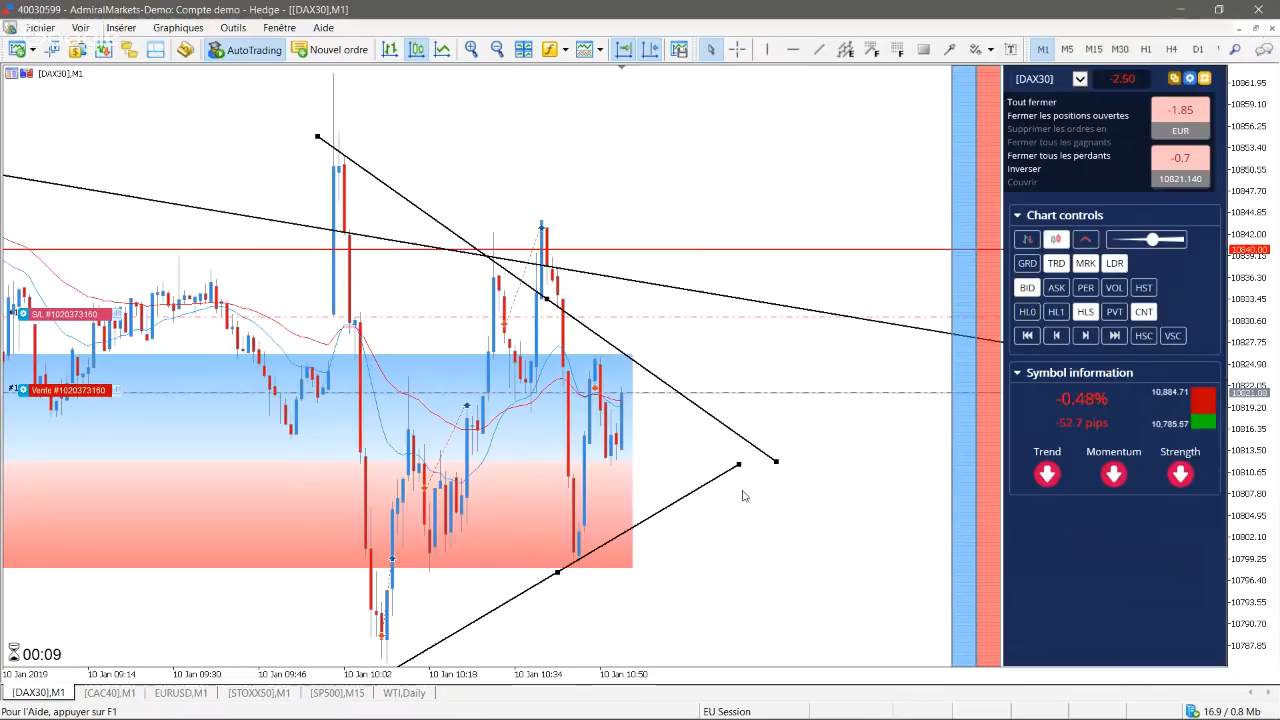 40030599 - AdmiralMarkets-Demo: Compte demo - Hedge - [[DAX30],M1]
Fichier Voir Insérer Graphiques Outils Fenêtre Aide
AutoTrading Nouvel ordre M1 M5 M15 M30 H1 H4 D1
[DAX30],M1
S/L #1020373160
#1 Vente #1020373160
00:09
10 Jan 2019 10 Jan 09:14 10 Jan 09:30 10 Jan 09:46 10 Jan 10:02 10 Jan 10:18 10 Jan 10:34 10 Jan 10:50
[DAX30] -2.50
Tout fermer
Fermer les positions ouvertes
Supprimer les ordres en
Fermer tous les gagnants
Fermer tous les perdants
Inverser
Couvrir
-1.85
EUR
-0.7
10821.140
Chart controls
GRD TRD MRK LDR
BID ASK PER VOL HST
HL0 HL1 HLS PVT CNT
HSC VSC
Symbol information
-0.48% 10,884.71
-52.7 pips 10,785.57
Trend Momentum Strength
10861.95
10859.10
10856.25
10853.40
10850.55
10847.70
10844.85
10842.00
10840.00
10839.15
10836.30
10833.45
10830.60
10827.75
10824.90
10822.05
10821.00
10819.20
10816.35
10813.50
10810.65
10807.80
10804.95
10802.10
10799.25
10796.40
10793.55
10790.70
10787.85
[DAX30],M1 [CAC40],M1 EURUSD,M1 [STOXX50],M1 [SP500],M15 WTI,Daily
Pour l'Aide, appuyer sur F1 EU Session 16.9 / 0.8 Mb